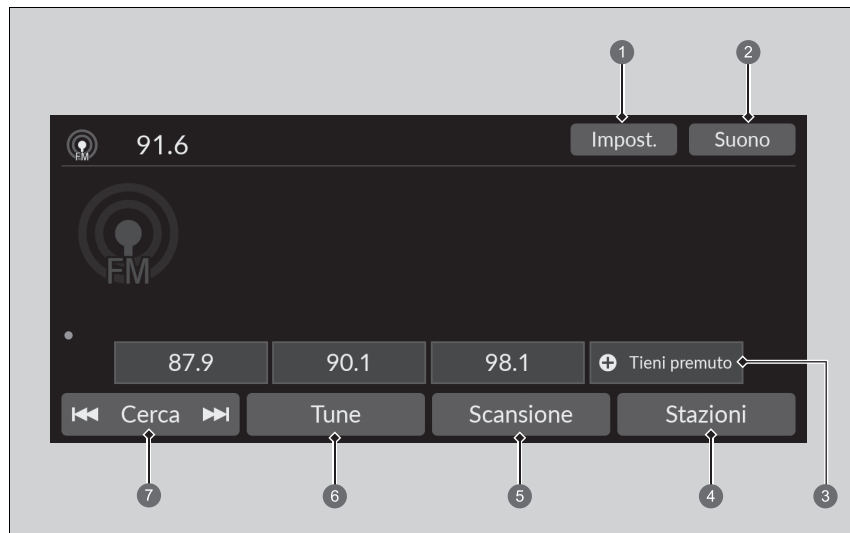 1 2
FM 91.6 Impost. Suono
FM
87.9 90.1 98.1 Tieni premuto
Cerca Tune Scansione Stazioni
7 6 5 4 3